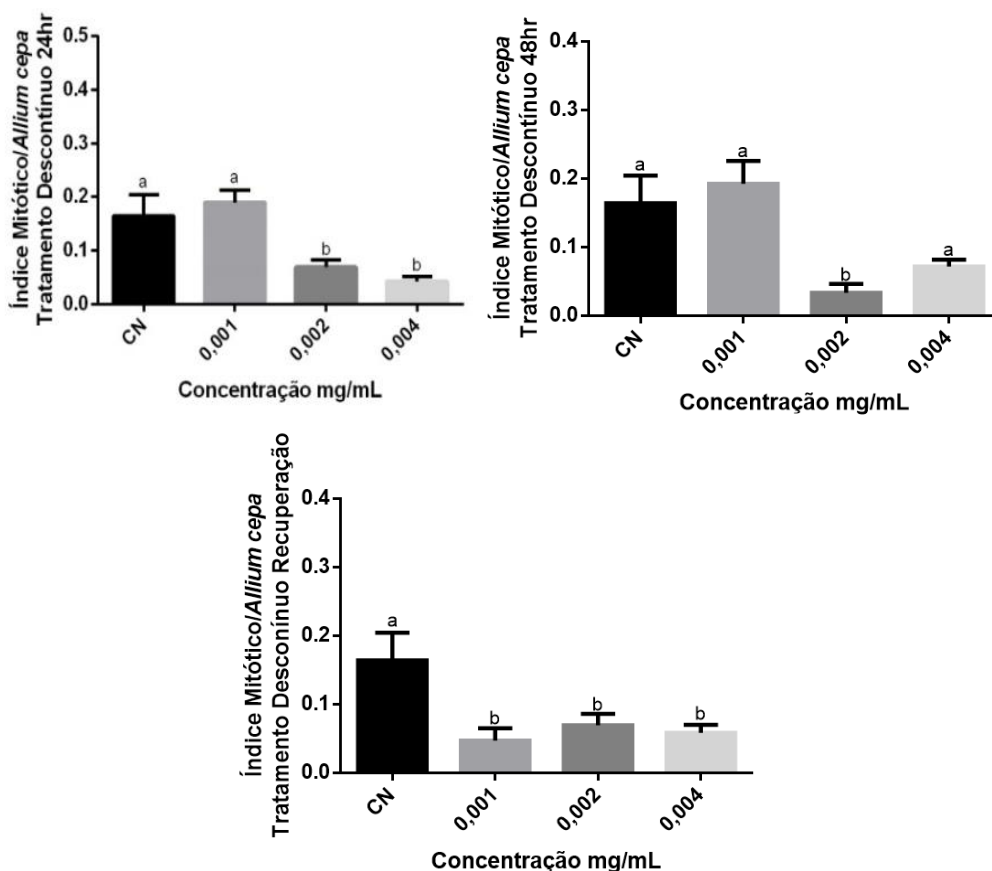 Índice Mitótico/Allium cepa
Tratamento Descontínuo 24hr
0.5
0.4
0.3
0.2
0.1
0.0
a
a
b
b
CN
0,001
0,002
0,004
Concentração mg/mL
Índice Mitótico/Allium cepa
Tratamento Descontínuo 48hr
0.4
0.3
0.2
0.1
0.0
a
a
b
a
CN
0,001
0,002
0,004
Concentração mg/mL
Índice Mitótico/Allium cepa
Tratamento Desconínuo Recuperação
0.4
0.3
0.2
0.1
0.0
a
b
b
b
CN
0,001
0,002
0,004
Concentração mg/mL